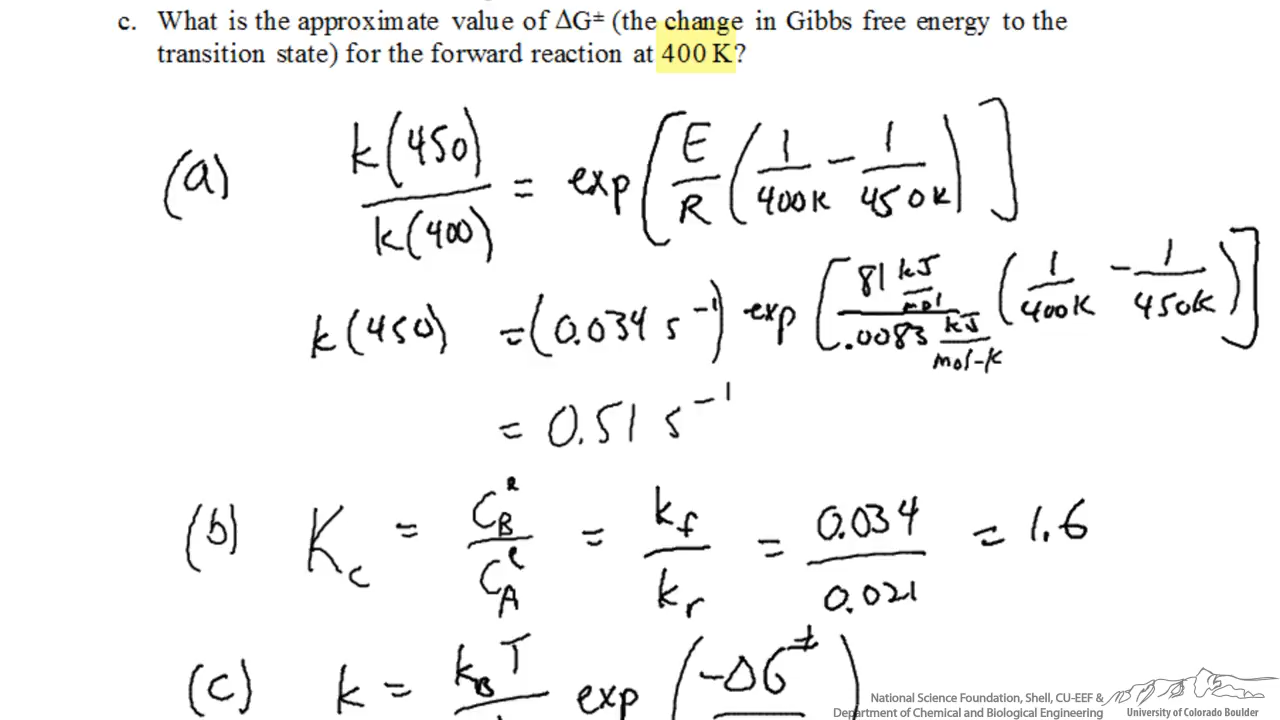 c. What is the approximate value of ΔG‡ (the change in Gibbs free energy to the
transition state) for the forward reaction at 400 K?
(a) k(450)/k(400) = exp[E/R (1/400K − 1/450K)]
k(450) = (0.034 s⁻¹) exp[81 kJ/mol / .0083 kJ/mol-K (1/400K − 1/450K)]
= 0.51 s⁻¹
(b) K_c = C_B^e/C_A^e = k_f/k_r = 0.034/0.021 = 1.6
(c) k = k_B T exp(−ΔG‡)
National Science Foundation, Shell, CU-EEF &
Department of Chemical and Biological Engineering
University of Colorado Boulder